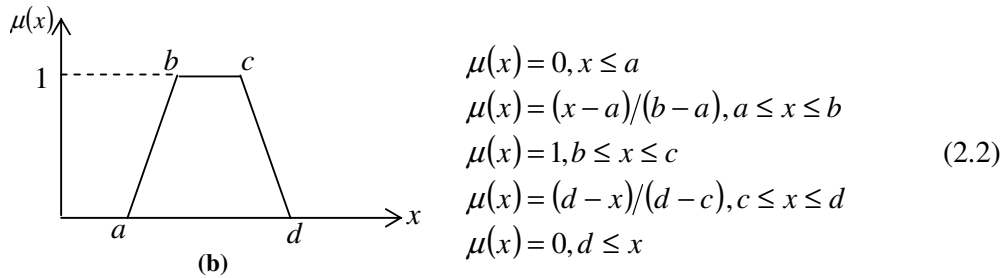 μ(x)
b c
1
a d x
(b)
μ(x) = 0, x ≤ a
μ(x) = (x − a)/(b − a), a ≤ x ≤ b
μ(x) = 1, b ≤ x ≤ c
(2.2)
μ(x) = (d − x)/(d − c), c ≤ x ≤ d
μ(x) = 0, d ≤ x